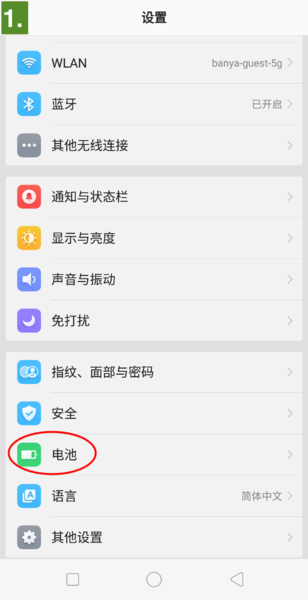 1.
设置
WLAN banya-guest-5g
蓝牙 已开启
其他无线连接
通知与状态栏
显示与亮度
声音与振动
免打扰
指纹、面部与密码
安全
电池
语言 简体中文
其他设置